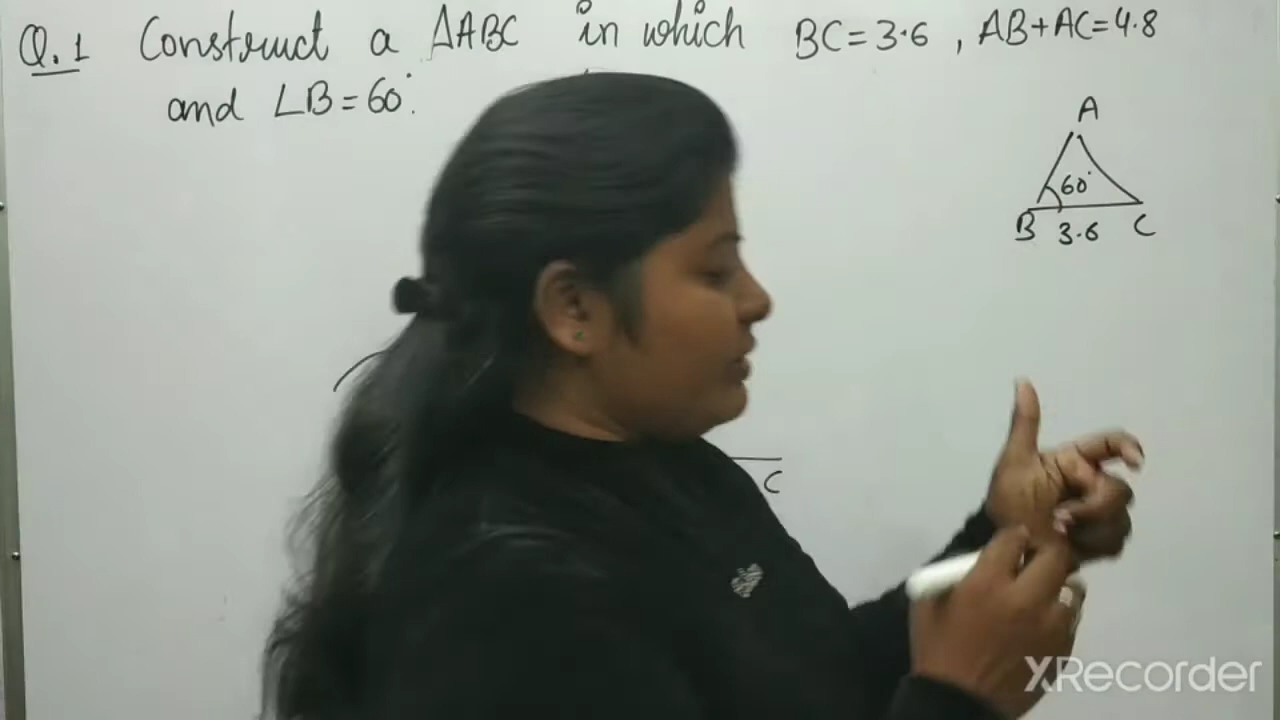 Q.1 Construct a ΔABC in which BC = 3.6 , AB+AC=4.8
and ∠B = 60°.
A
60°
B 3.6 C
C
XRecorder